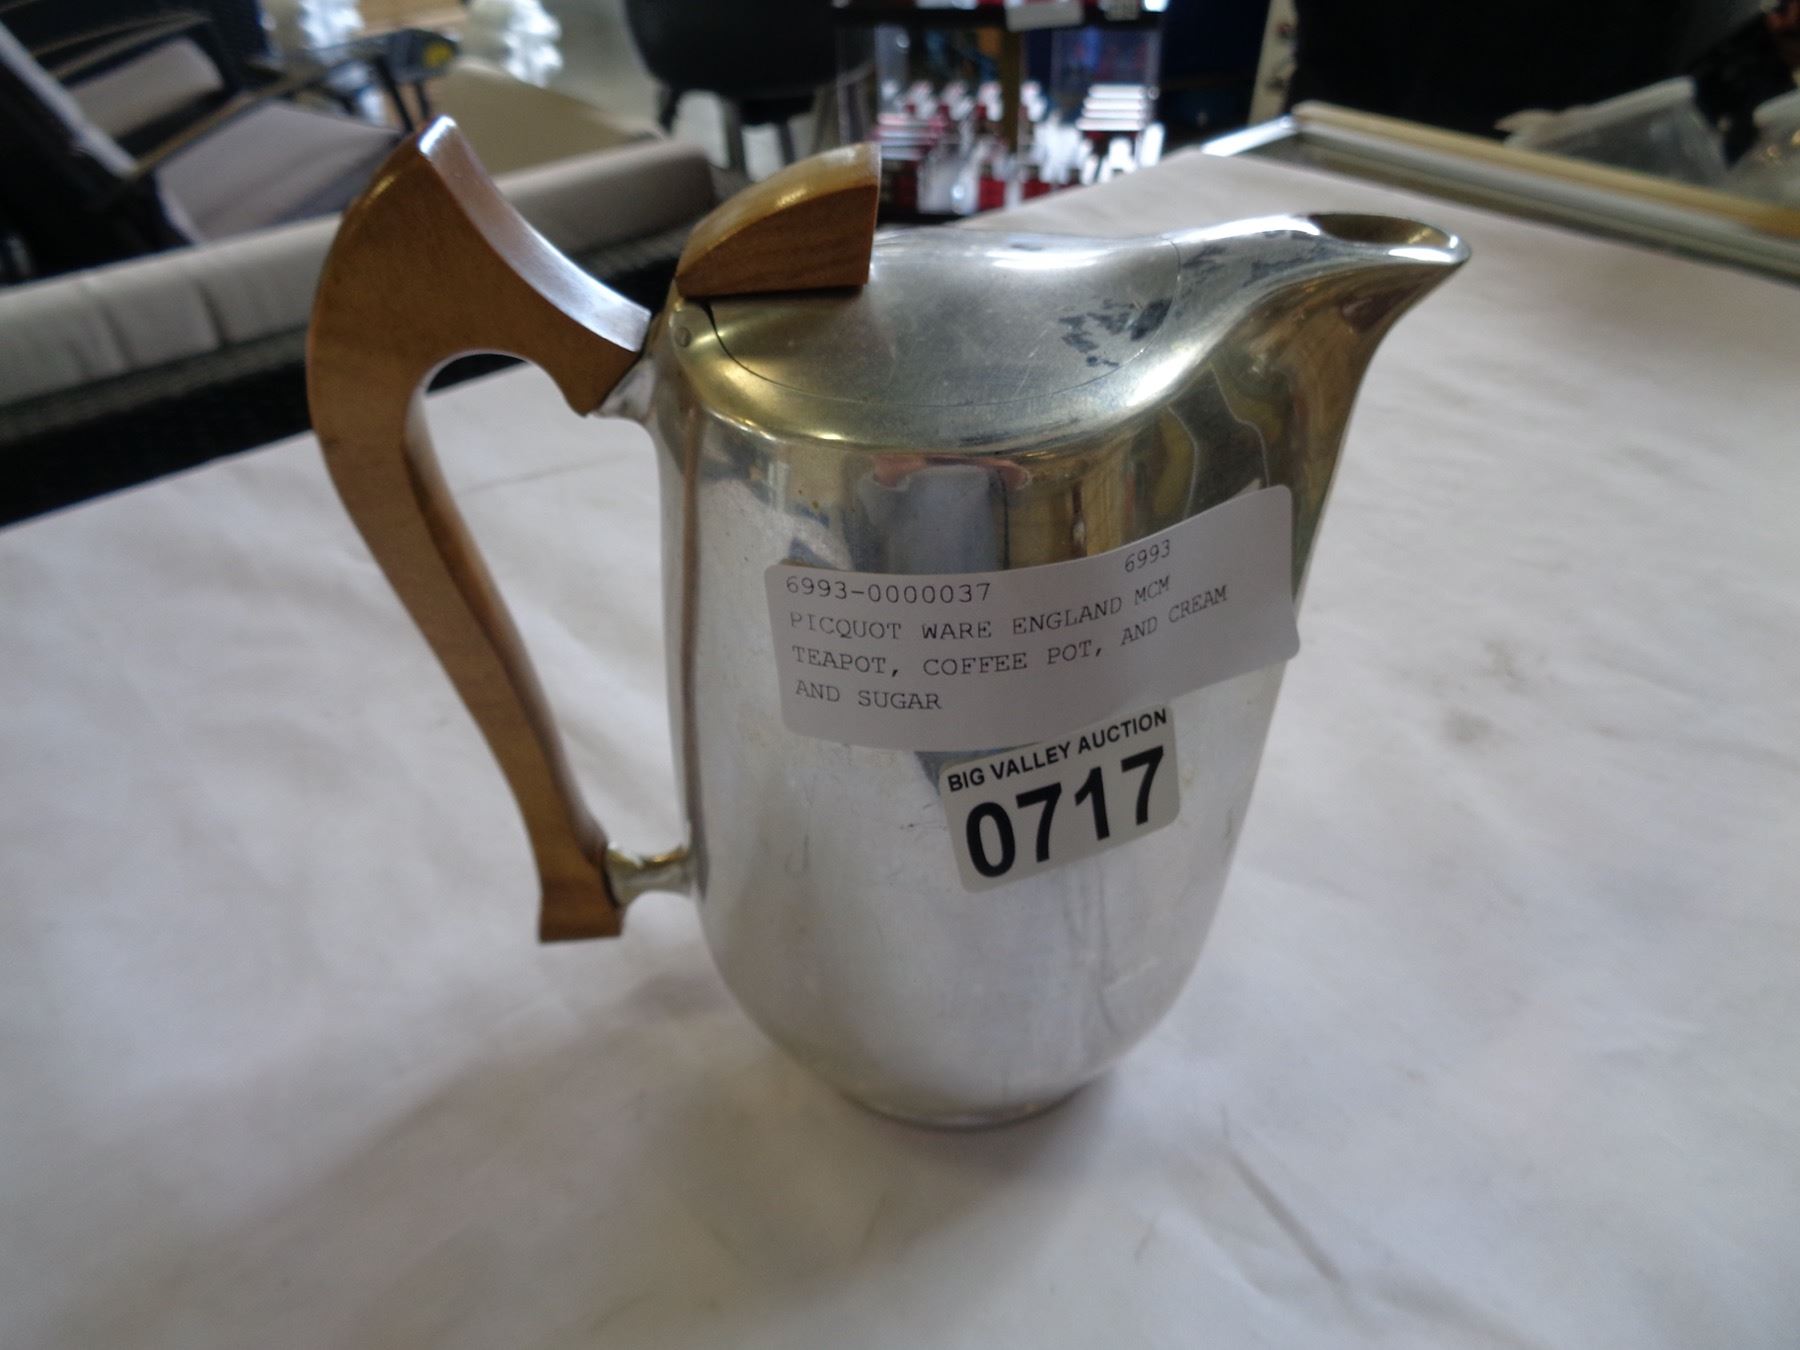 6993-0000037 6993
PICQUOT WARE ENGLAND MCM
TEAPOT, COFFEE POT, AND CREAM
AND SUGAR
BIG VALLEY AUCTION
0717